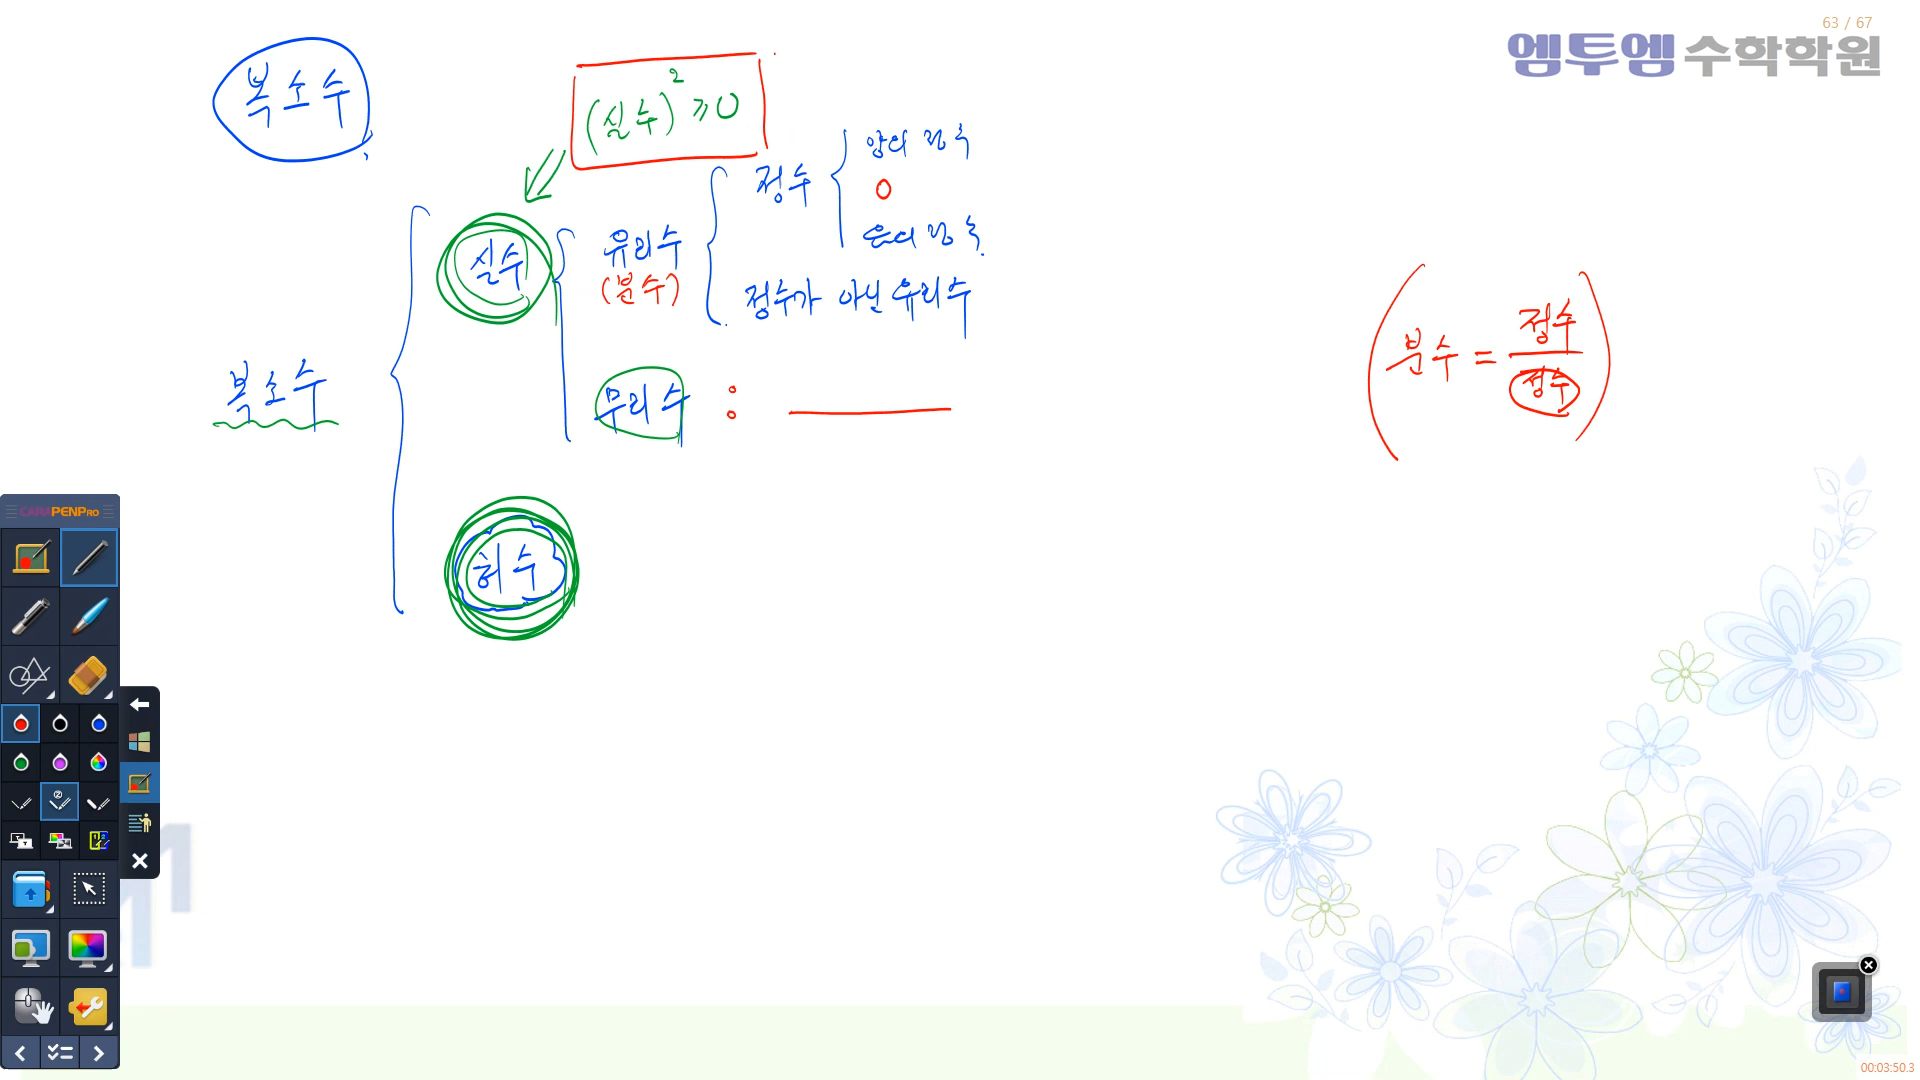 63 / 67
엠투엠 수학학원
복소수
(실수)² ≥ 0
양의 정수
정수
0
음의 정수
실수
유리수
(분수)
정수가 아닌 유리수
분수 = 정수/정수
복소수
무리수 :
허수
CARAPENPRO
00:03:50.3